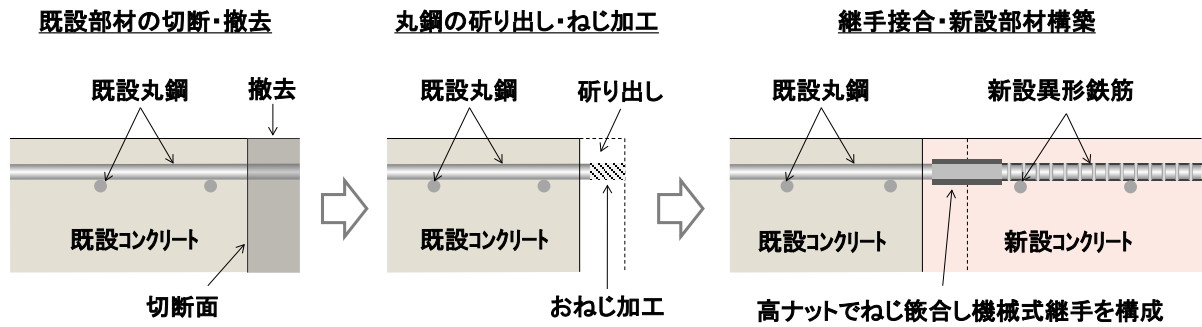 既設部材の切断・撤去
既設丸鋼
撤去
既設コンクリート
切断面
丸鋼の斫り出し・ねじ加工
既設丸鋼
斫り出し
既設コンクリート
おねじ加工
継手接合・新設部材構築
既設丸鋼
新設異形鉄筋
既設コンクリート
新設コンクリート
高ナットでねじ嵌合し機械式継手を構成